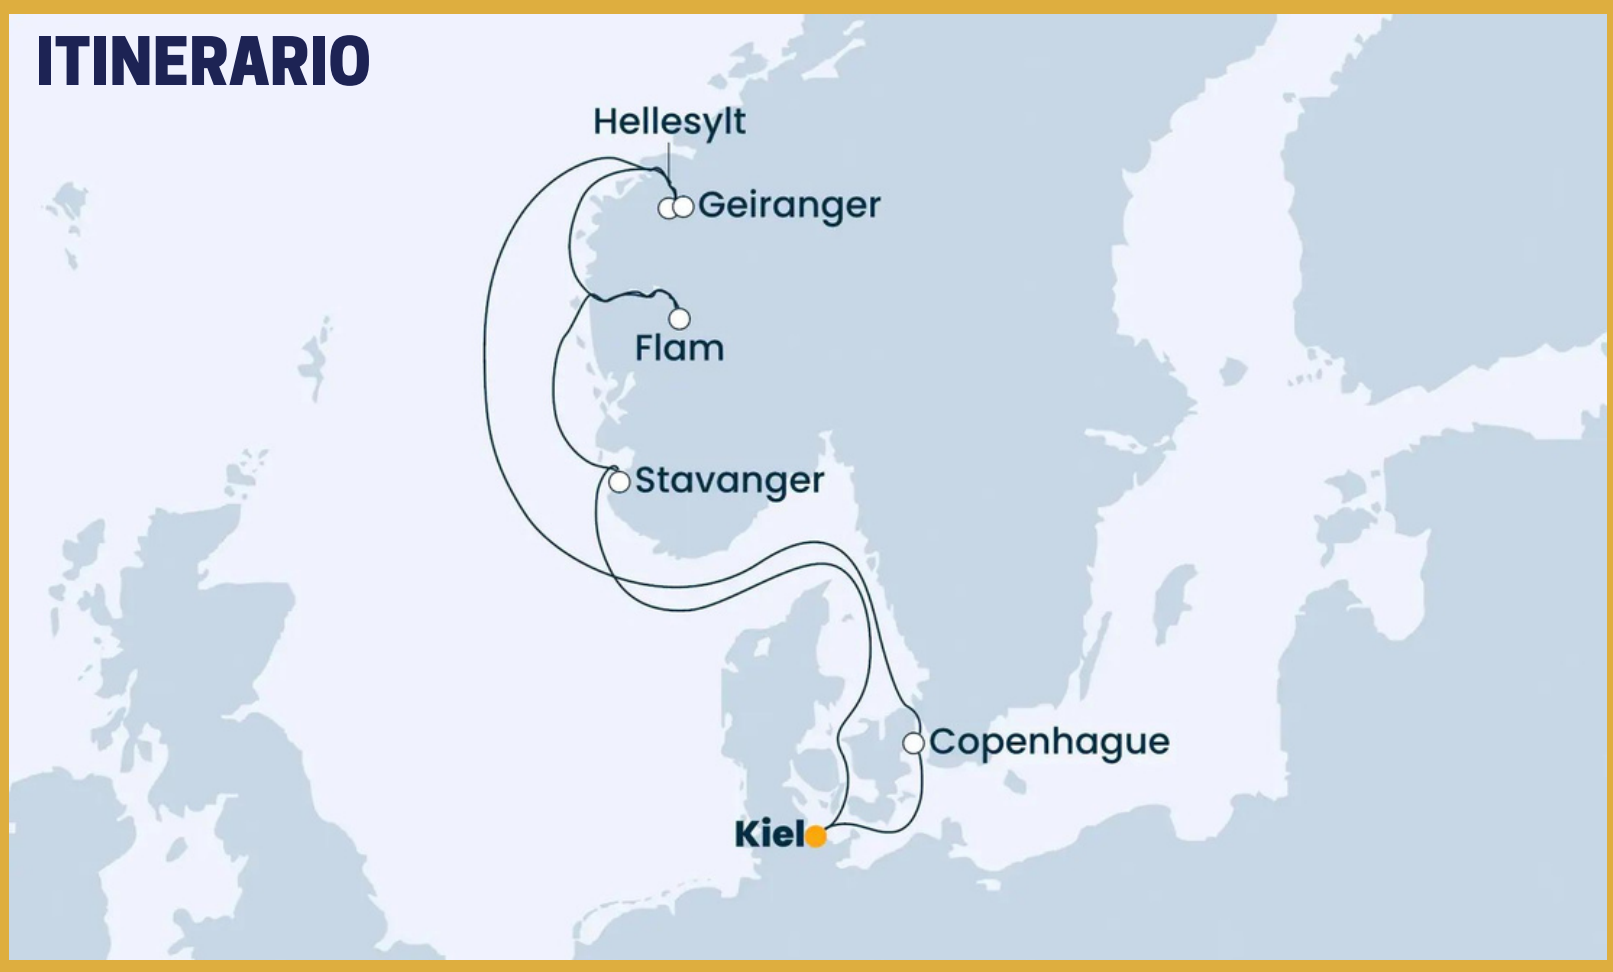 ITINERARIO
Hellesylt
Geiranger
Flam
Stavanger
Copenhague
Kiel